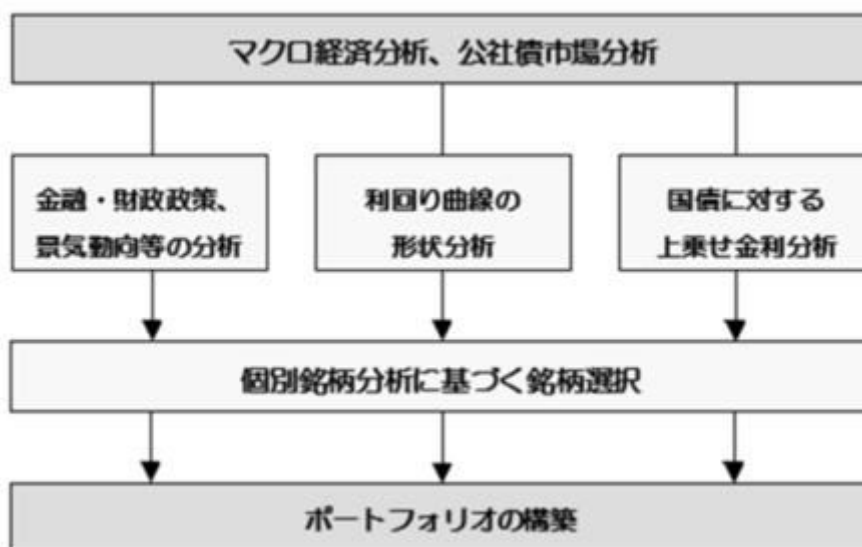 マクロ経済分析、公社債市場分析
金融・財政政策、
景気動向等の分析
利回り曲線の
形状分析
国債に対する
上乗せ金利分析
個別銘柄分析に基づく銘柄選択
ポートフォリオの構築